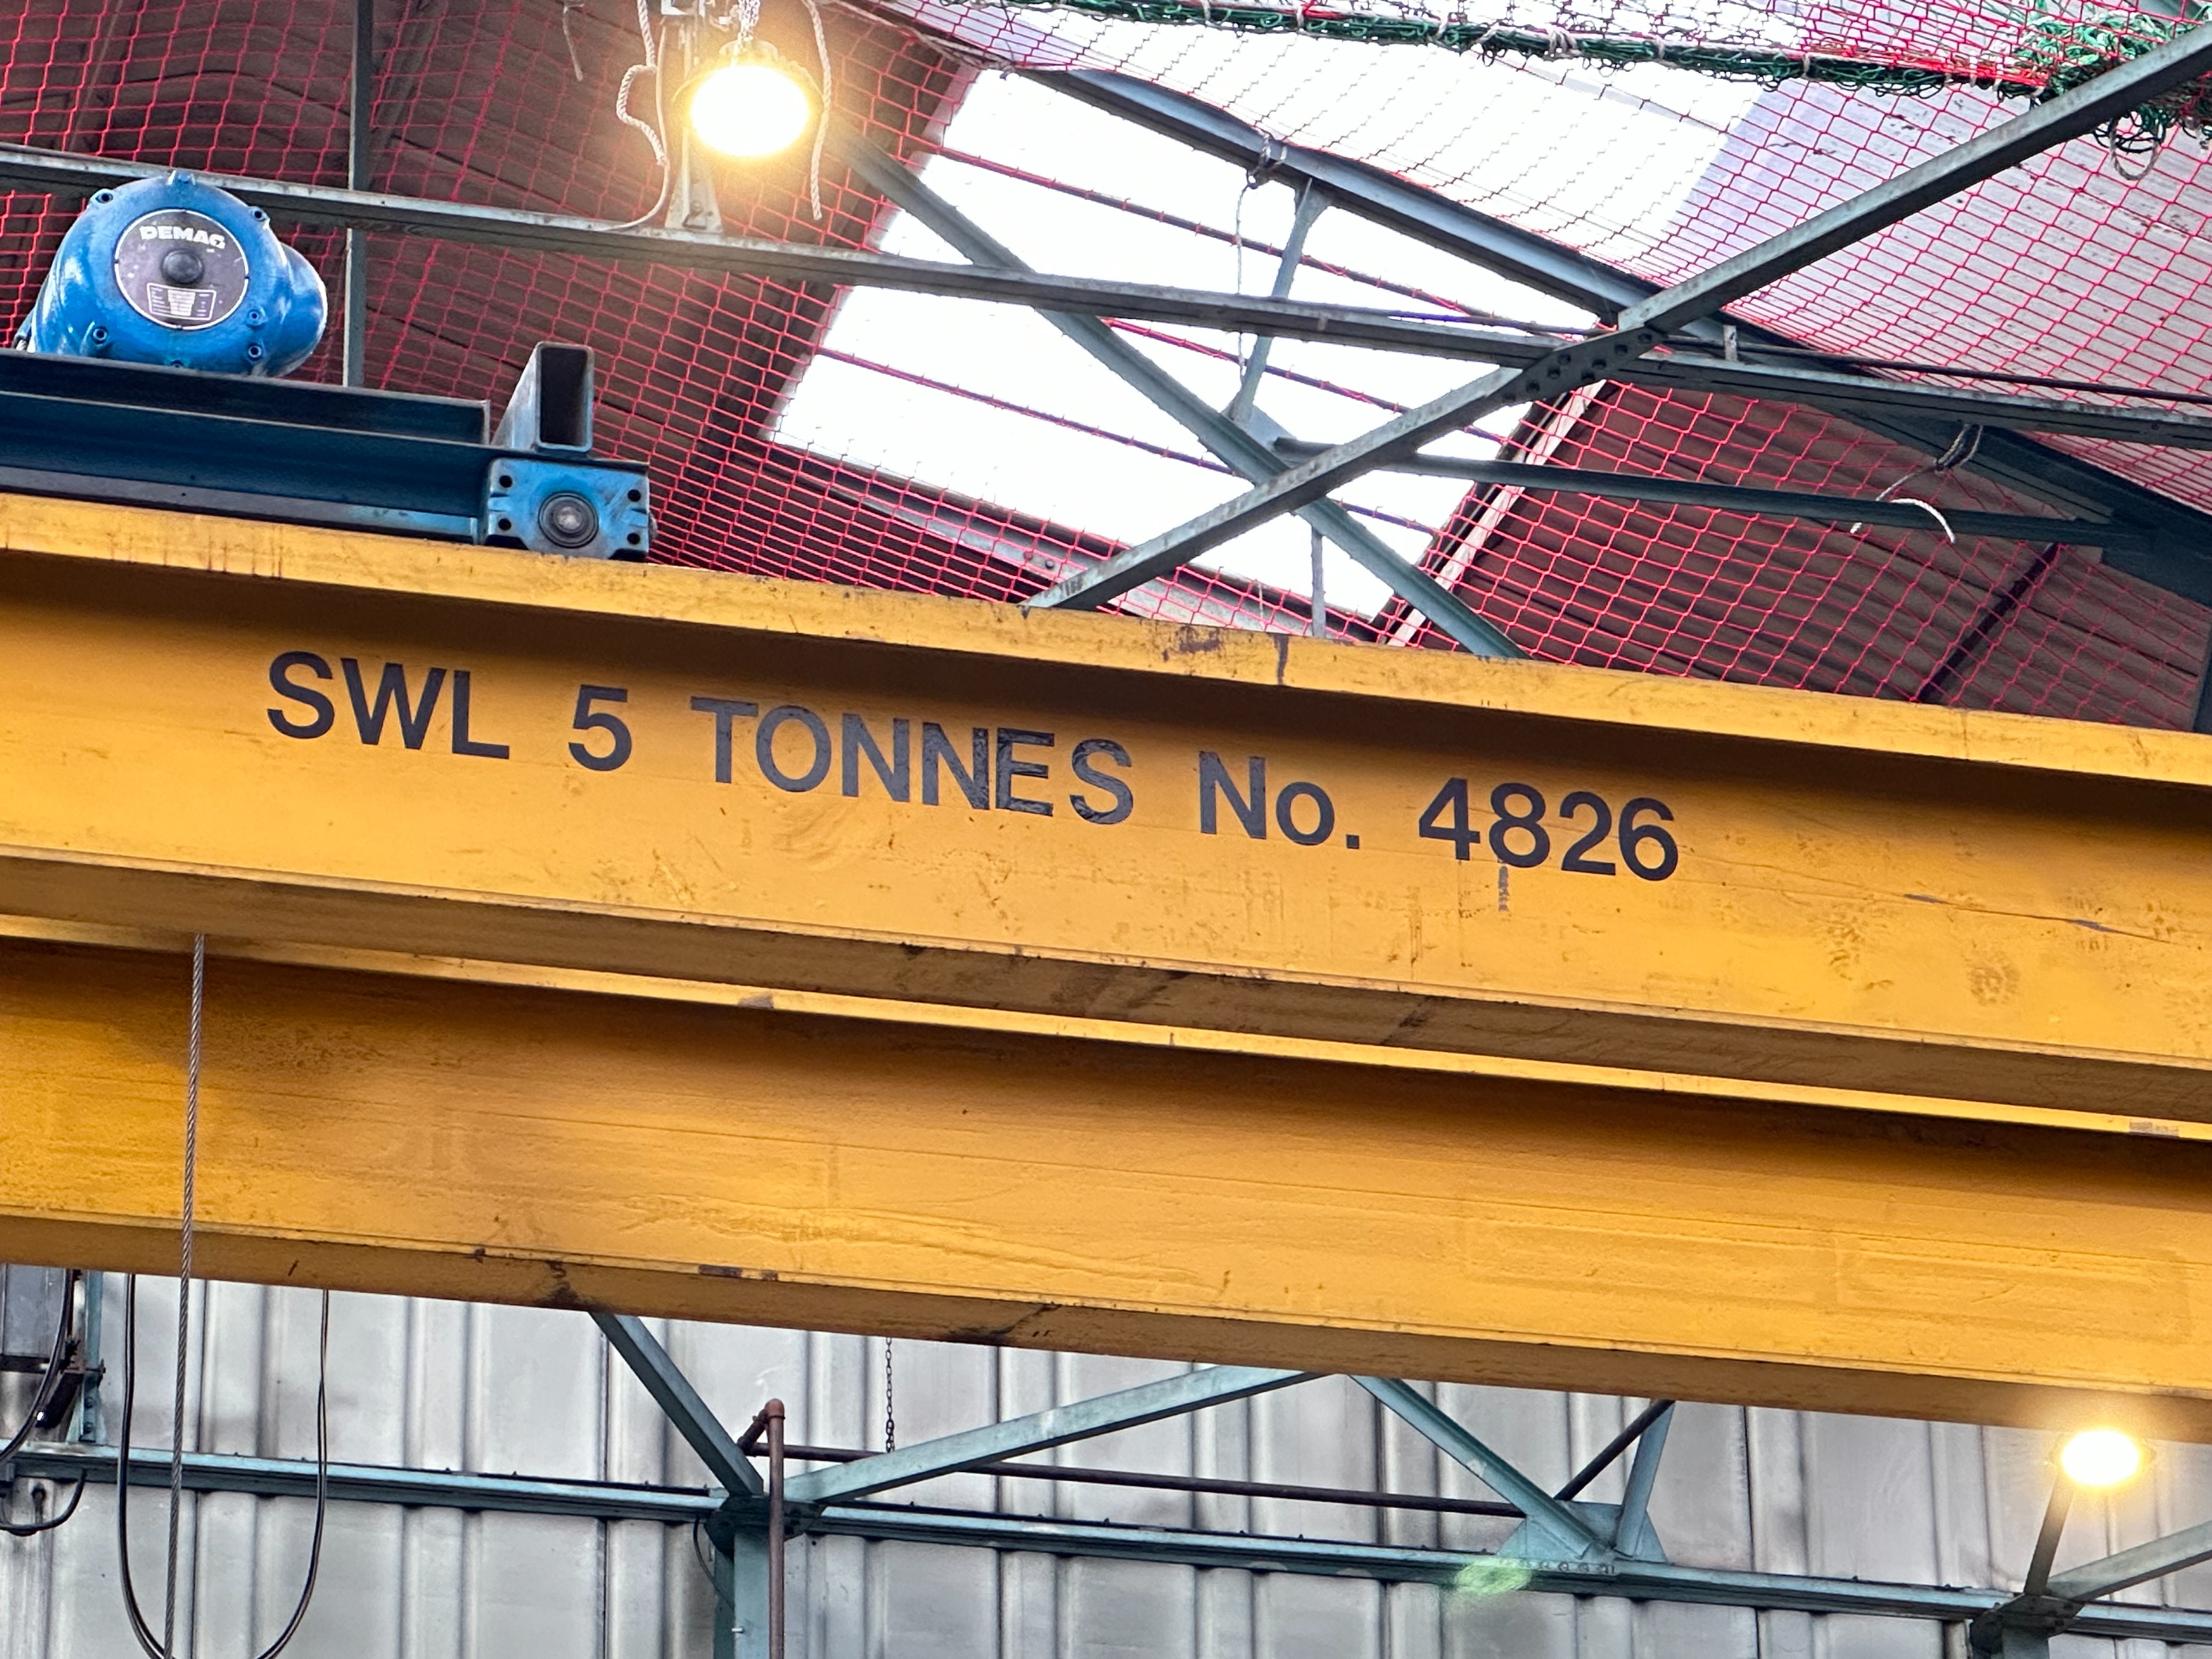 DEMAG
SWL 5 TONNES No. 4826